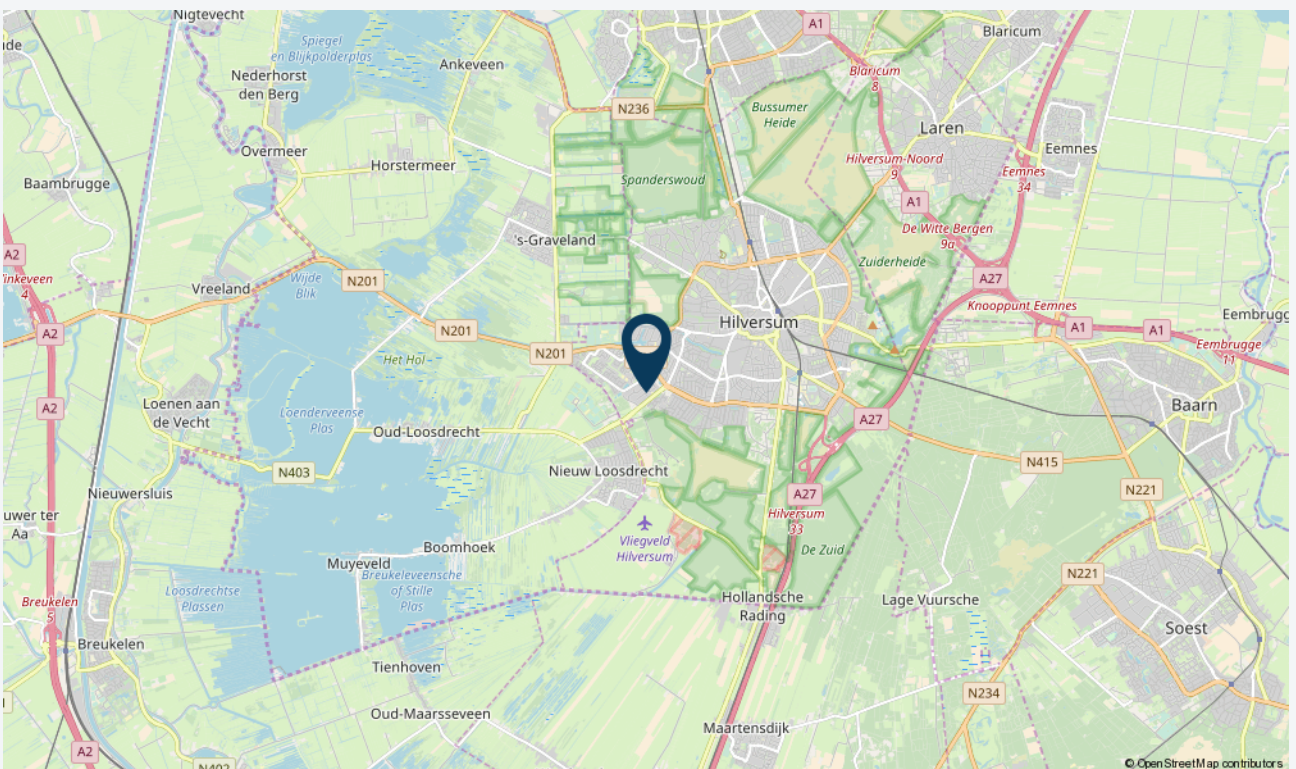 Nigtevecht
A1
Blaricum
Spiegel
en Blijkpolderplas
Ankeveen
Blaricum
8
Nederhorst
den Berg
N236
Bussumer
Heide
Laren
Overmeer
Horstermeer
Hilversum-Noord
9
Eemnes
Eemnes
34
Baambrugge
Spanderswoud
A1
De Witte Bergen
9a
's-Graveland
A2
Zuiderheide
Vreeland
Wijde
Blik
N201
A27
4
Knooppunt Eemnes
A2
N201
Hilversum
A1
A1
Eembrugge
11
N201
Het Hol
Loenen aan
de Vecht
A2
Loenderveense
Plas
Oud-Loosdrecht
A27
Baarn
N403
Nieuw Loosdrecht
N415
N221
Nieuwersluis
A27
Hilversum
33
Aa
Vliegveld
Hilversum
Boomhoek
De Zuid
Muyeveld
Breukeleveensche
of Stille
Plas
N221
Loosdrechtse
Plassen
Breukelen
5
Hollandsche
Rading
Lage Vuursche
Soest
Breukelen
Tienhoven
N234
Oud-Maarsseveen
Maartensdijk
A2
© OpenStreetMap contributors